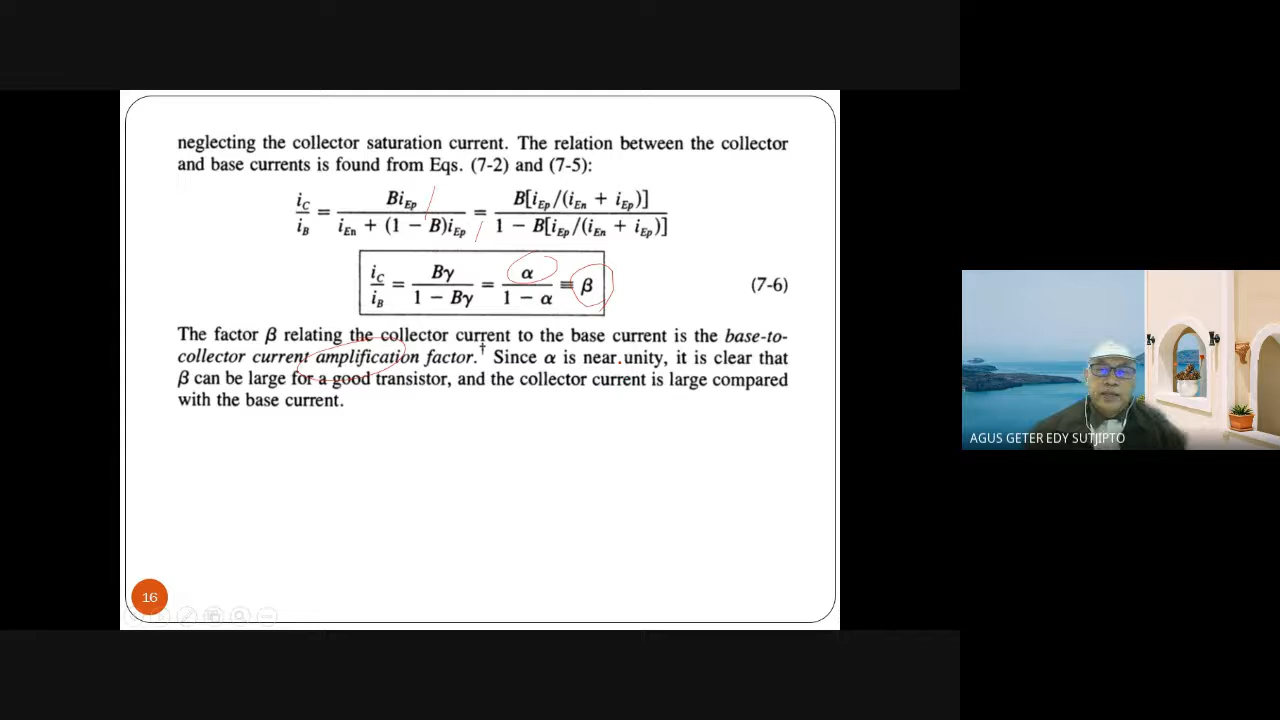 neglecting the collector saturation current. The relation between the collector
and base currents is found from Eqs. (7-2) and (7-5):
i_C / i_B = Bi_Ep / i_En + (1 − B)i_Ep = B[i_Ep/(i_En + i_Ep)] / 1 − B[i_Ep/(i_En + i_Ep)]
i_C / i_B = Bγ / 1 − Bγ = α / 1 − α ≡ β (7-6)
The factor β relating the collector current to the base current is the base-to-
collector current amplification factor.† Since α is near unity, it is clear that
β can be large for a good transistor, and the collector current is large compared
with the base current.
16
AGUS GETER EDY SUTJIPTO